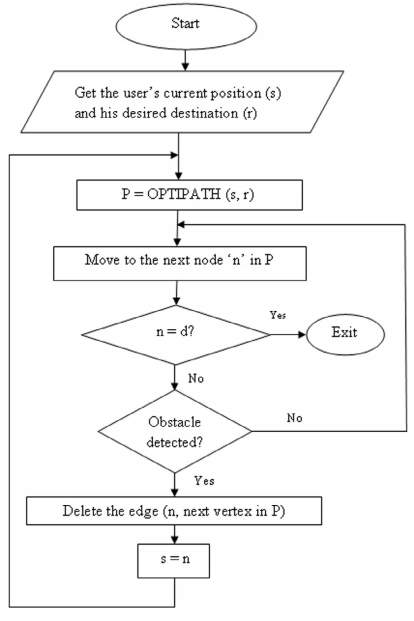 Start
Get the user's current position (s)
and his desired destination (r)
P = OPTIPATH (s, r)
Move to the next node ‘n’ in P
n = d?
Yes
Exit
No
Obstacle
detected?
No
Yes
Delete the edge (n, next vertex in P)
s = n